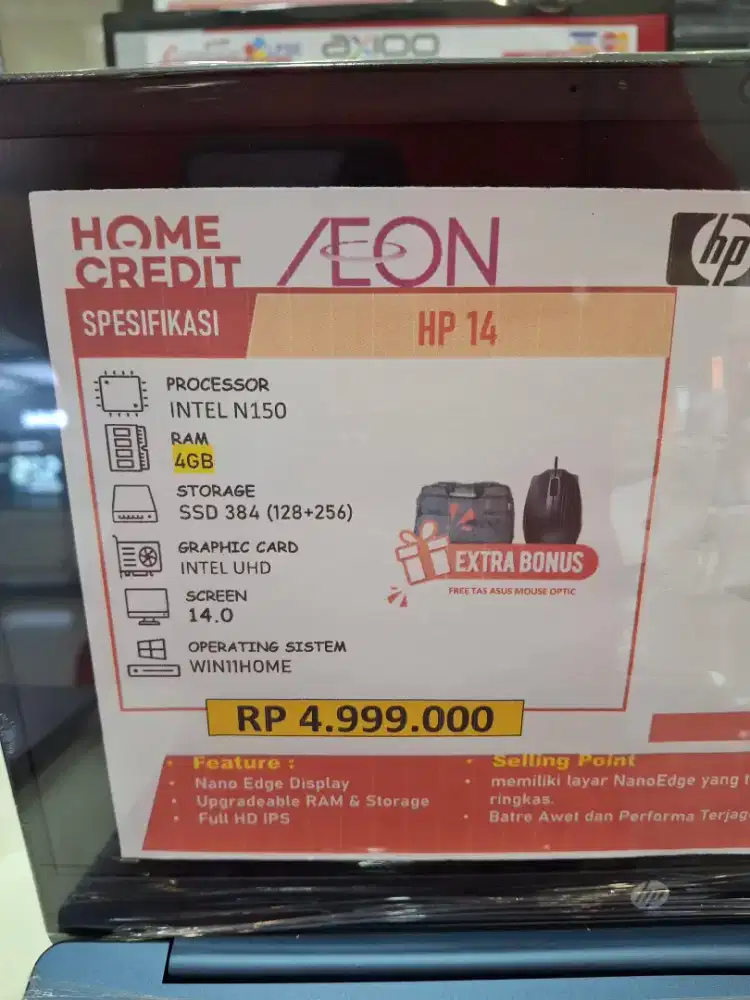 axioo
HOME
CREDIT
ÆON
hp
SPESIFIKASI
HP 14
PROCESSOR
INTEL N150
RAM
4GB
STORAGE
SSD 384 (128+256)
GRAPHIC CARD
INTEL UHD
SCREEN
14.0
OPERATING SISTEM
WIN11HOME
EXTRA BONUS
FREE TAS ASUS MOUSE OPTIC
RP 4.999.000
• Feature :
• Nano Edge Display
• Upgradeable RAM & Storage
• Full HD IPS
• Selling Point
• memiliki layar NanoEdge yang
ringkas.
• Batre Awet dan Performa
hp